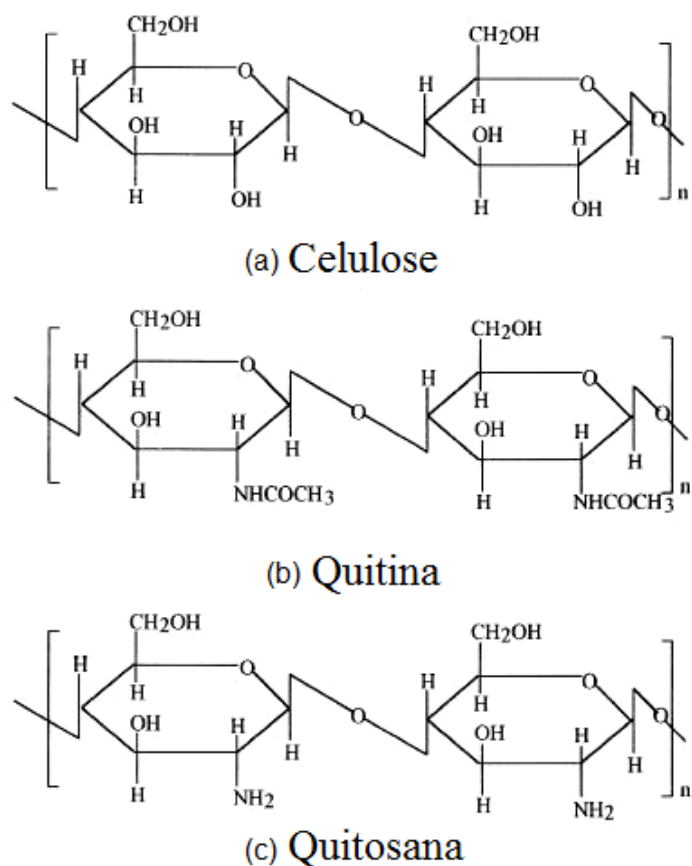 CH2OH CH2OH
H O H O
H H
OH H O OH H O
H H
H OH H OH n
(a) Celulose
CH2OH CH2OH
H O H O
H H
OH H O OH H O
H H
H NHCOCH3 H NHCOCH3 n
(b) Quitina
CH2OH CH2OH
H O H O
H H
OH H O OH H O
H H
H NH2 H NH2 n
(c) Quitosana